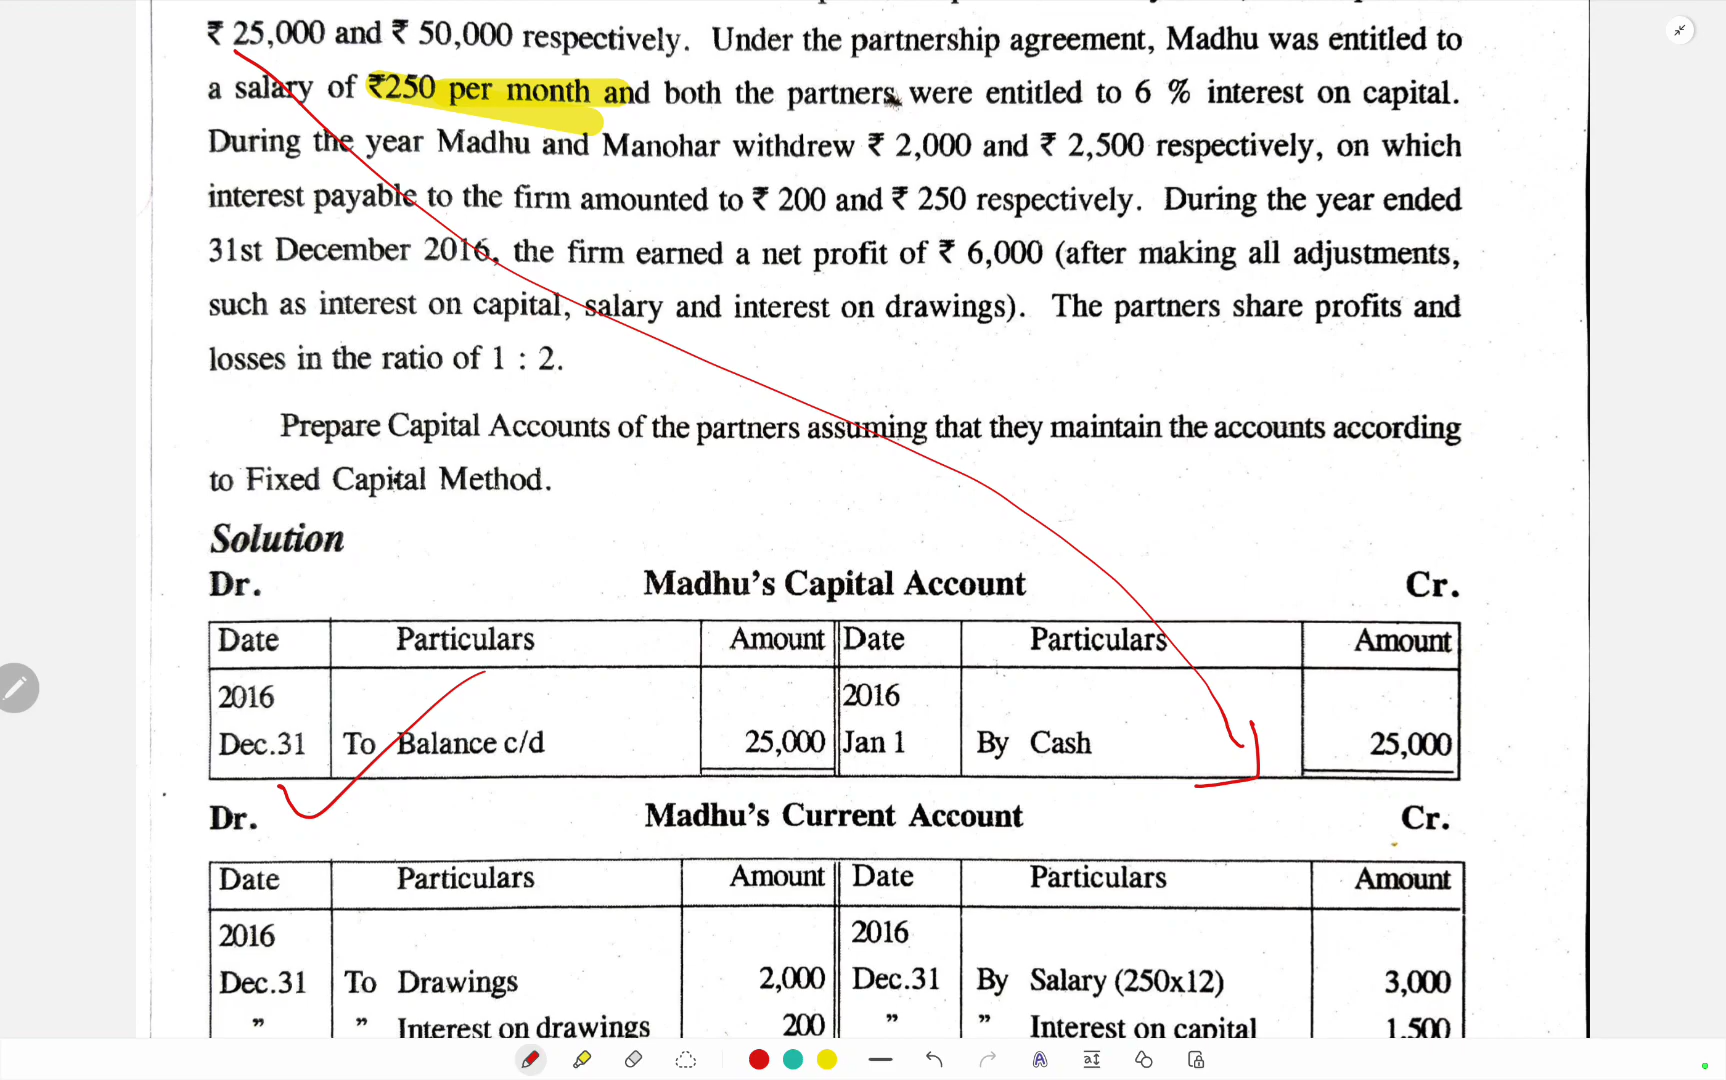 ₹ 25,000 and ₹ 50,000 respectively. Under the partnership agreement, Madhu was entitled to
a salary of ₹250 per month and both the partners were entitled to 6 % interest on capital.
During the year Madhu and Manohar withdrew ₹ 2,000 and ₹ 2,500 respectively, on which
interest payable to the firm amounted to ₹ 200 and ₹ 250 respectively. During the year ended
31st December 2016, the firm earned a net profit of ₹ 6,000 (after making all adjustments,
such as interest on capital, salary and interest on drawings). The partners share profits and
losses in the ratio of 1 : 2.
Prepare Capital Accounts of the partners assuming that they maintain the accounts according
to Fixed Capital Method.
Solution
Dr. Madhu's Capital Account Cr.
Date Particulars Amount Date Particulars Amount
2016 2016
Dec.31 To Balance c/d 25,000 Jan 1 By Cash 25,000
Dr. Madhu's Current Account Cr.
Date Particulars Amount Date Particulars Amount
2016 2016
Dec.31 To Drawings 2,000 Dec.31 By Salary (250x12) 3,000
” ” Interest on drawings 200 ” ” Interest on capital 1,500